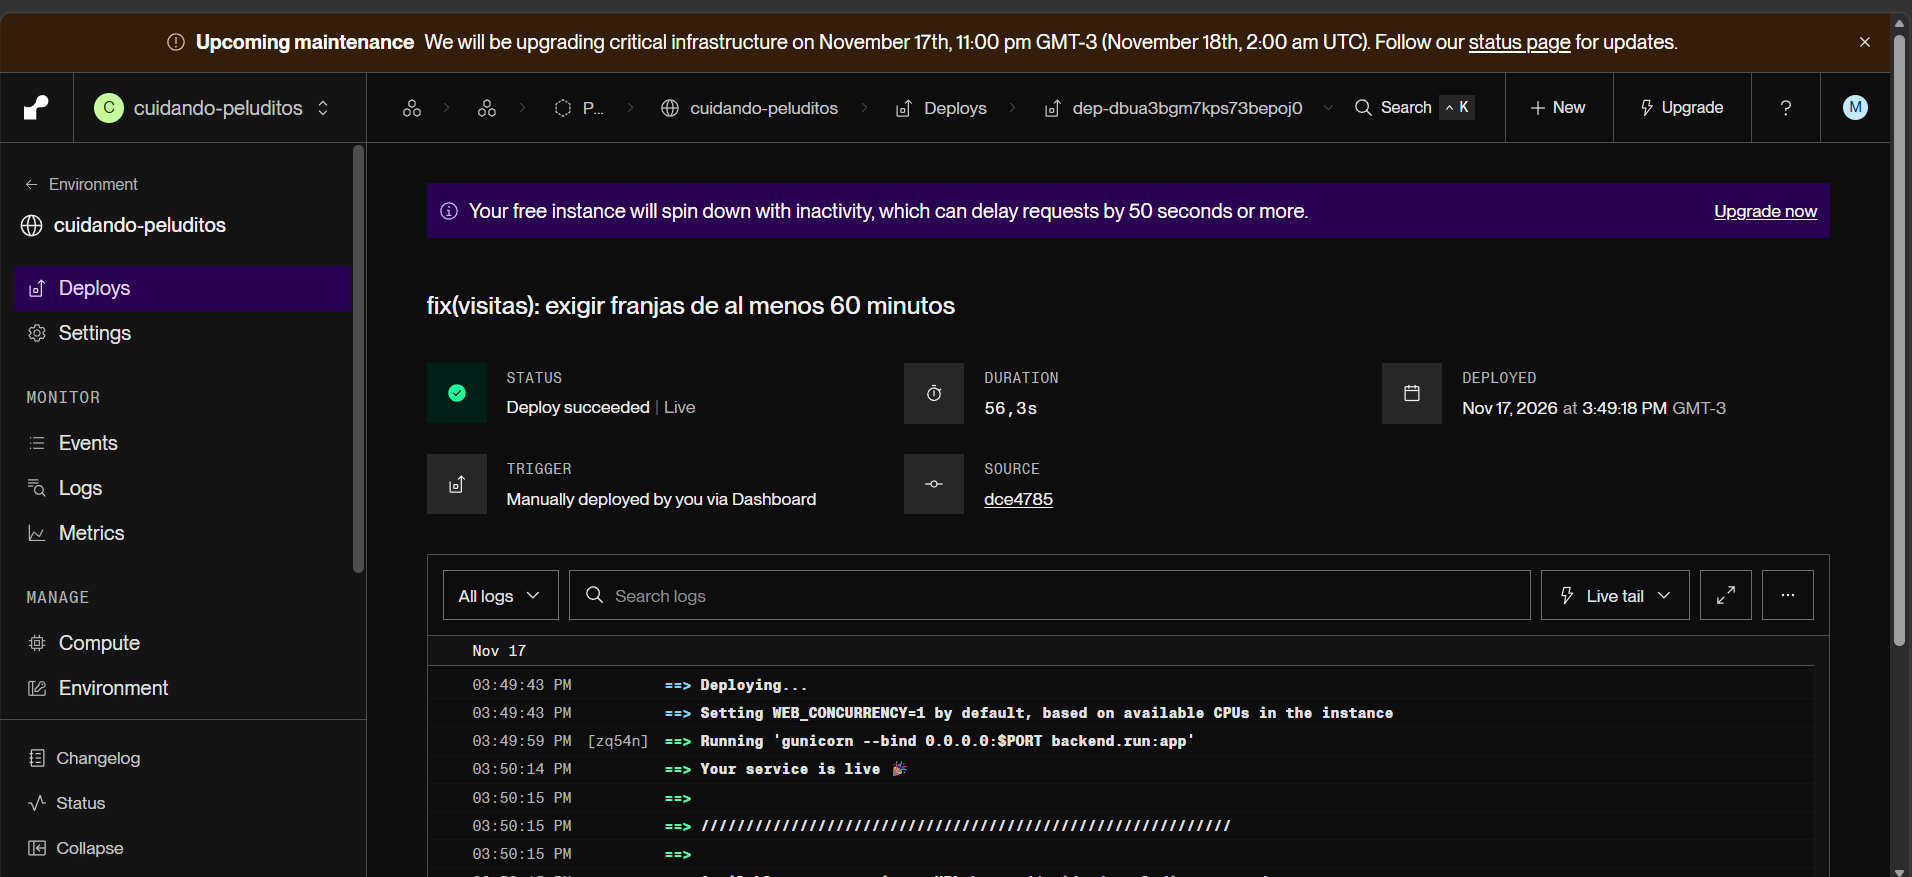 Upcoming maintenance We will be upgrading critical infrastructure on November 17th, 11:00 pm GMT-3 (November 18th, 2:00 am UTC). Follow our status page for updates.
C cuidando-peluditos
P... cuidando-peluditos Deploys dep-dbua3bgm7kps73bepoj0 Search ^ K + New Upgrade ? M
← Environment
cuidando-peluditos
Deploys
Settings
MONITOR
Events
Logs
Metrics
MANAGE
Compute
Environment
Changelog
Status
Collapse
Your free instance will spin down with inactivity, which can delay requests by 50 seconds or more. Upgrade now
fix(visitas): exigir franjas de al menos 60 minutos
STATUS
Deploy succeeded | Live
DURATION
56,3s
DEPLOYED
Nov 17, 2026 at 3:49:18 PM GMT-3
TRIGGER
Manually deployed by you via Dashboard
SOURCE
dce4785
All logs Search logs Live tail ...
Nov 17
03:49:43 PM ==> Deploying...
03:49:43 PM ==> Setting WEB_CONCURRENCY=1 by default, based on available CPUs in the instance
03:49:59 PM [zq54n] ==> Running 'gunicorn --bind 0.0.0.0:$PORT backend.run:app'
03:50:14 PM ==> Your service is live 🎉
03:50:15 PM ==>
03:50:15 PM ==> ///////////////////////////////////////////////////////////
03:50:15 PM ==>